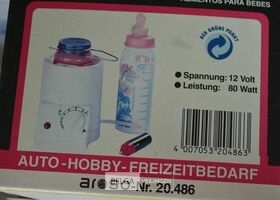 ALIMENTOS PARA BEBES
DER GRÜNE PUNKT
• Spannung: 12 Volt
• Leistung: 80 Watt
4 007053 204863
AUTO-HOBBY-FREIZEITBEDARF
Nr. 20.486